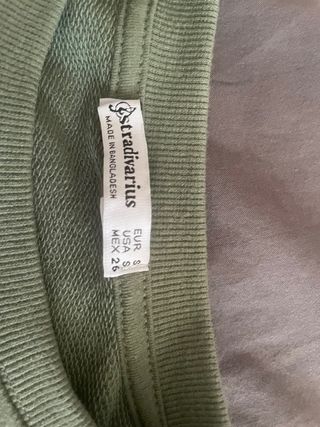 stradivarius
MADE IN BANGLADESH
EUR S
USA S
MEX 26